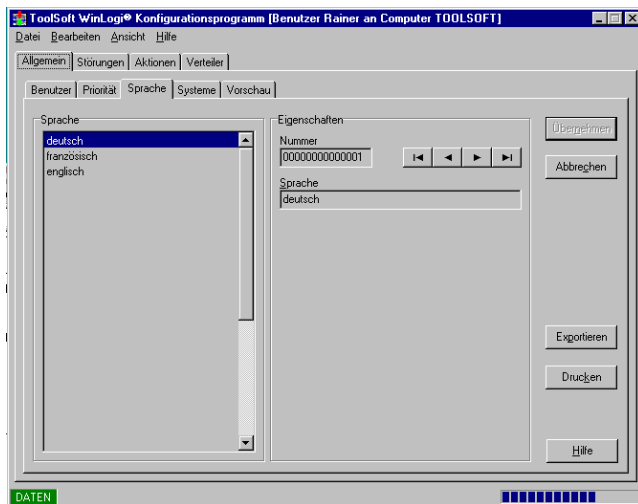 ToolSoft WinLogi® Konfigurationsprogramm [Benutzer Rainer an Computer TOOLSOFT]
Datei Bearbeiten Ansicht Hilfe
Allgemein Störungen Aktionen Verteiler
Benutzer Priorität Sprache Systeme Vorschau
Sprache
deutsch
französisch
englisch
Eigenschaften
Nummer
00000000000001
Sprache
deutsch
Übernehmen
Abbrechen
Exportieren
Drucken
Hilfe
DATEN